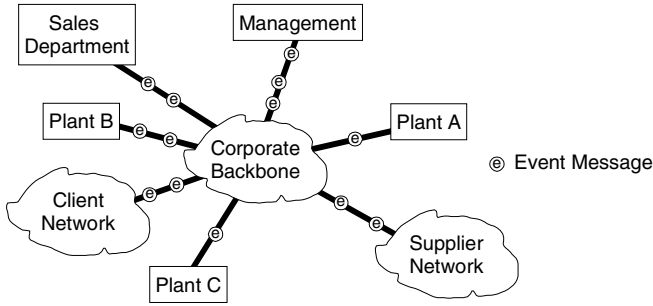 Sales
Department
Management
e
e
e
e
e
Plant B
e
e
Plant A
e
Corporate
Backbone
e Event Message
Client
Network
e
e
e
e
e
Supplier
Network
Plant C